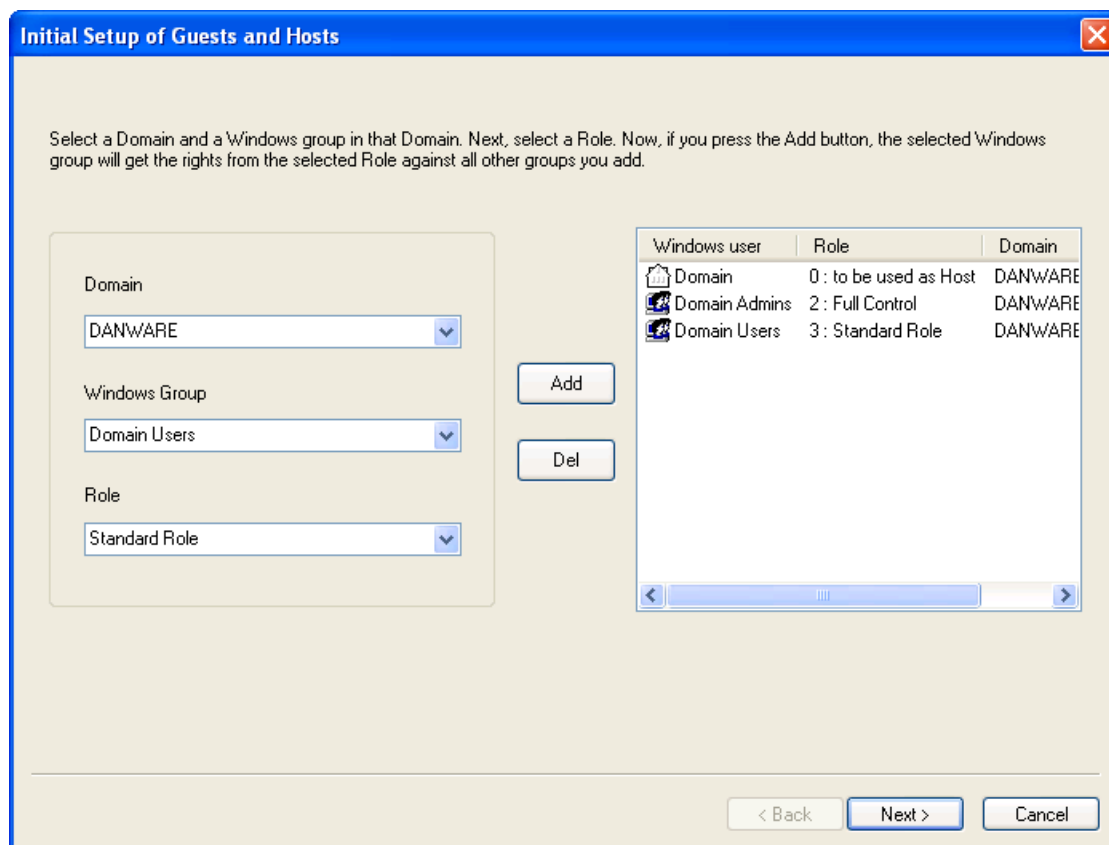 Initial Setup of Guests and Hosts
Select a Domain and a Windows group in that Domain. Next, select a Role. Now, if you press the Add button, the selected Windows
group will get the rights from the selected Role against all other groups you add.
Domain
DANWARE
Windows Group
Domain Users
Role
Standard Role
Add
Del
Windows user Role Domain
Domain 0 : to be used as Host DANWARE
Domain Admins 2 : Full Control DANWARE
Domain Users 3 : Standard Role DANWARE
< Back Next > Cancel